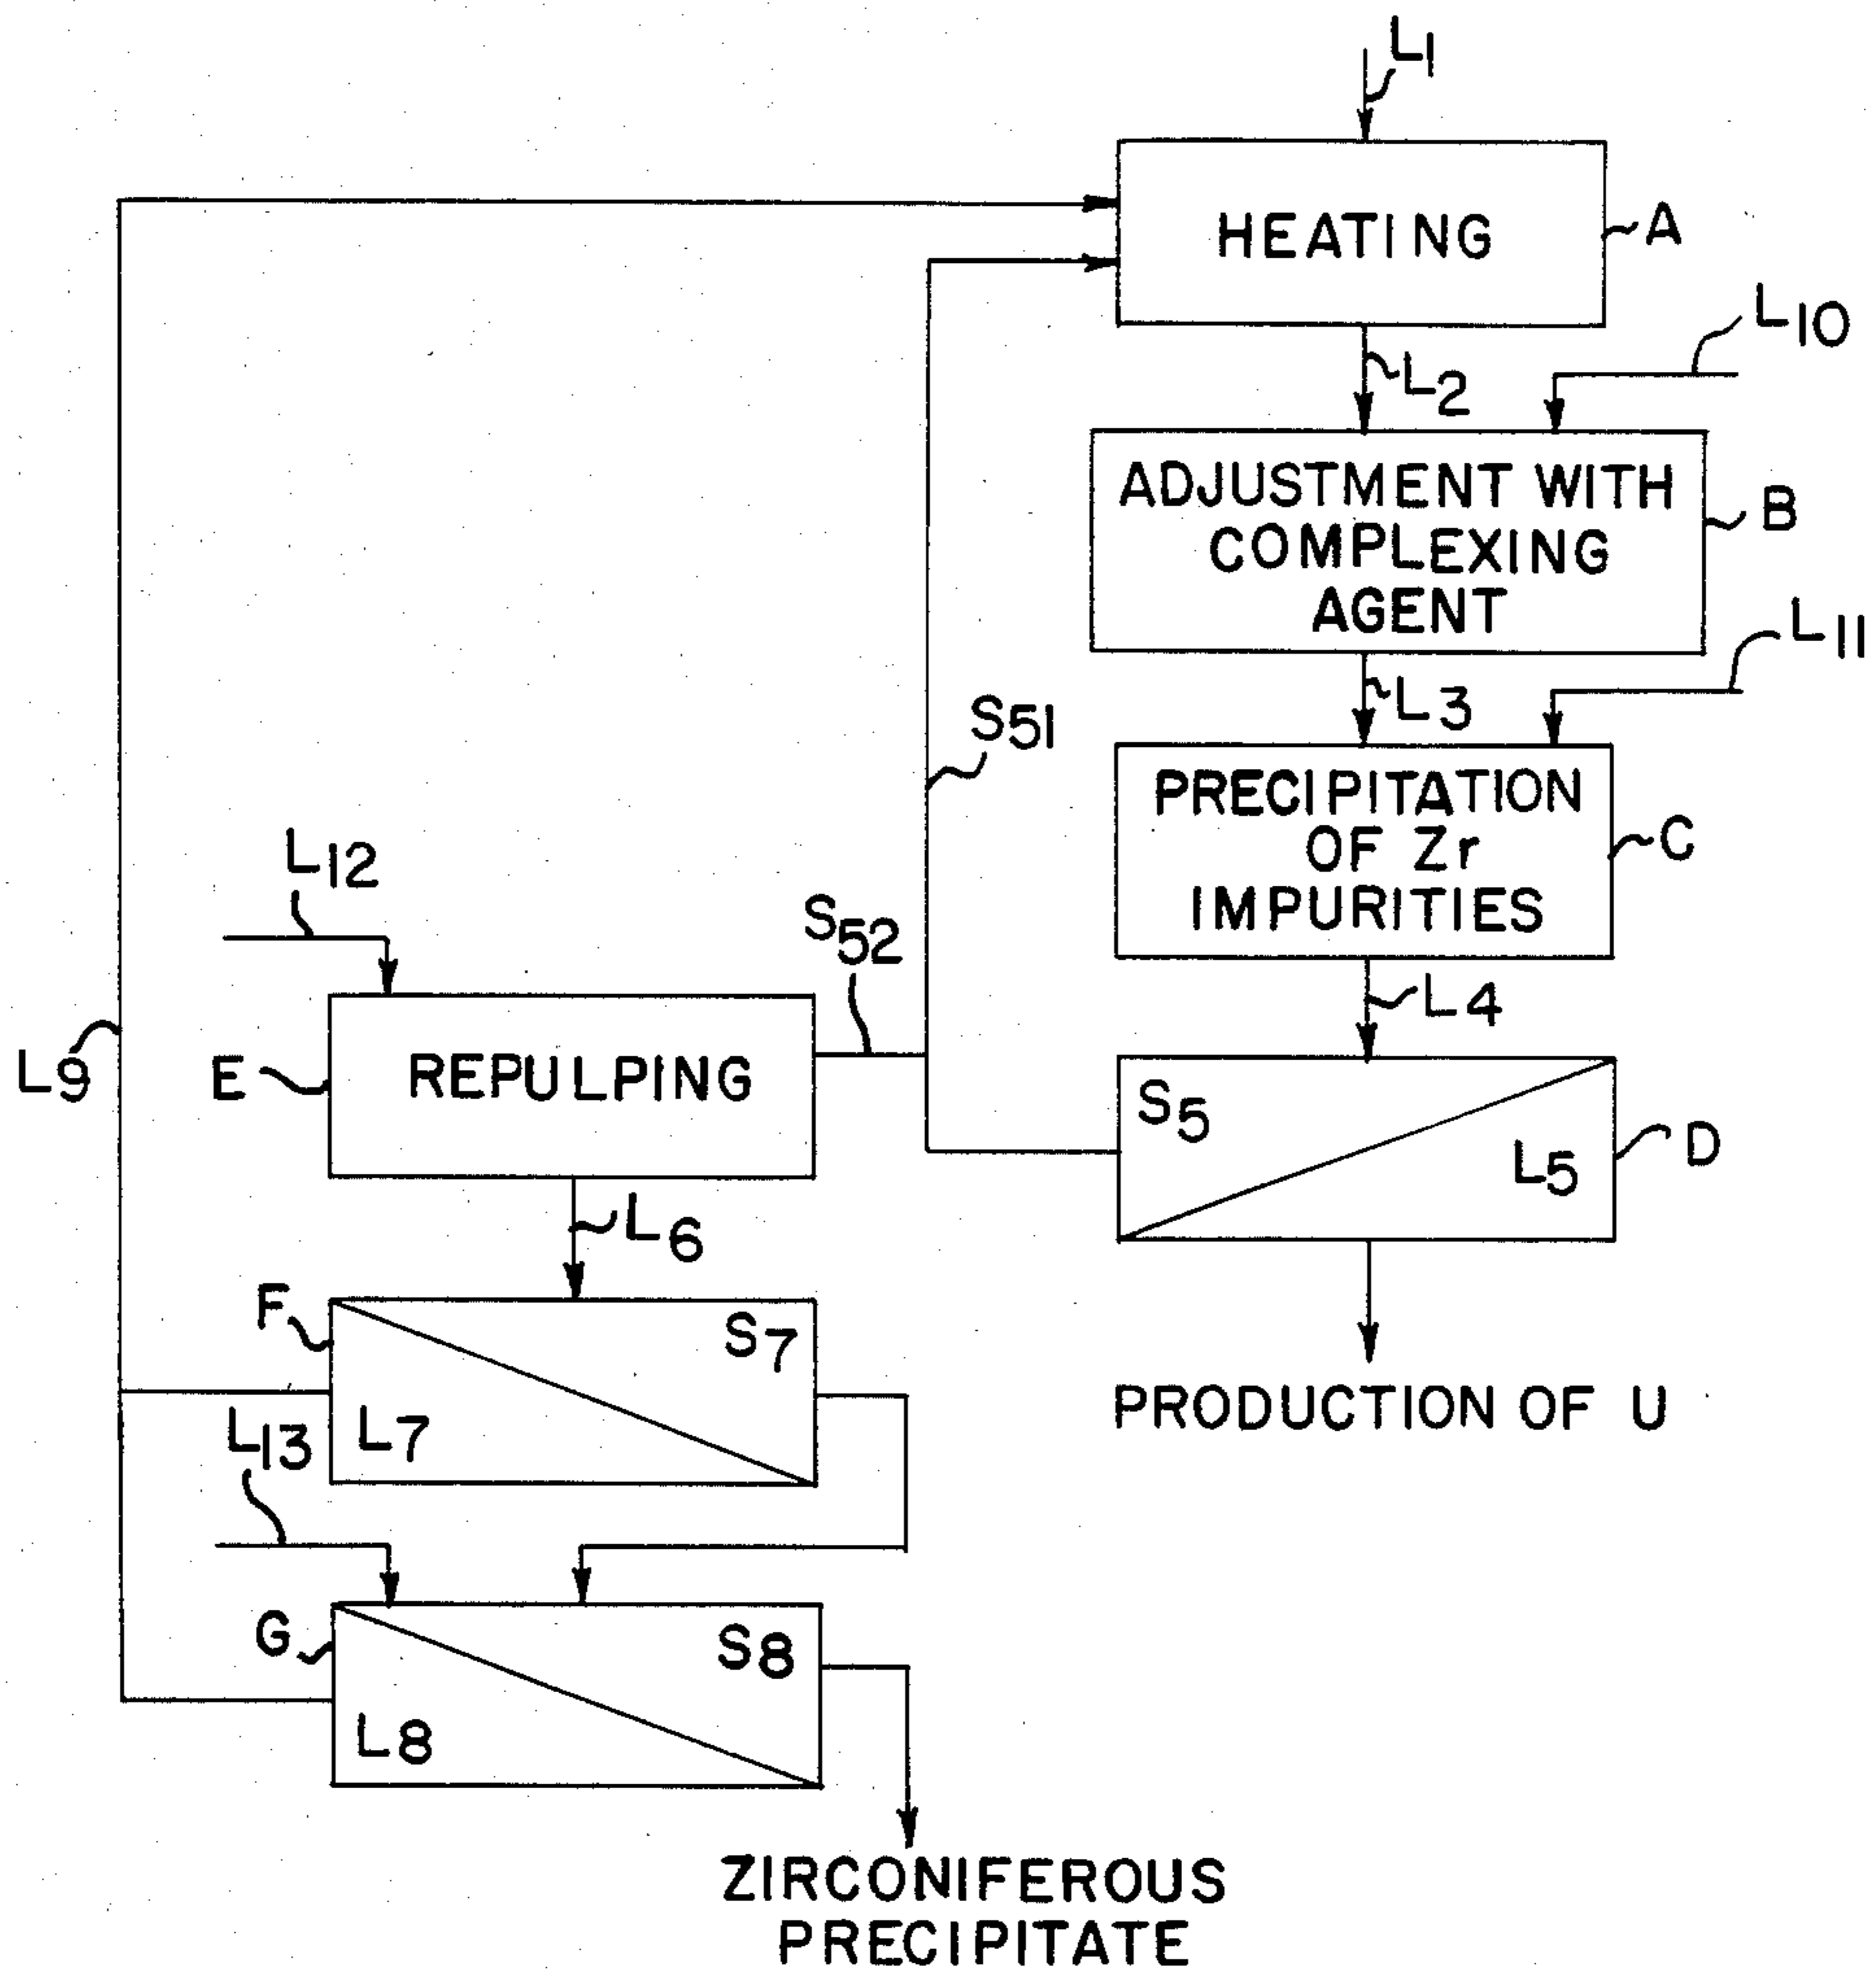 L1
HEATING
A
L10
L2
ADJUSTMENT WITH
COMPLEXING
AGENT
B
L11
L3
S51
PRECIPITATION
OF Zr
IMPURITIES
C
L12
S52
L4
L9
E
REPULPING
S5
L5
D
L6
F
S7
L7
PRODUCTION OF U
L13
G
S8
L8
ZIRCONIFEROUS
PRECIPITATE